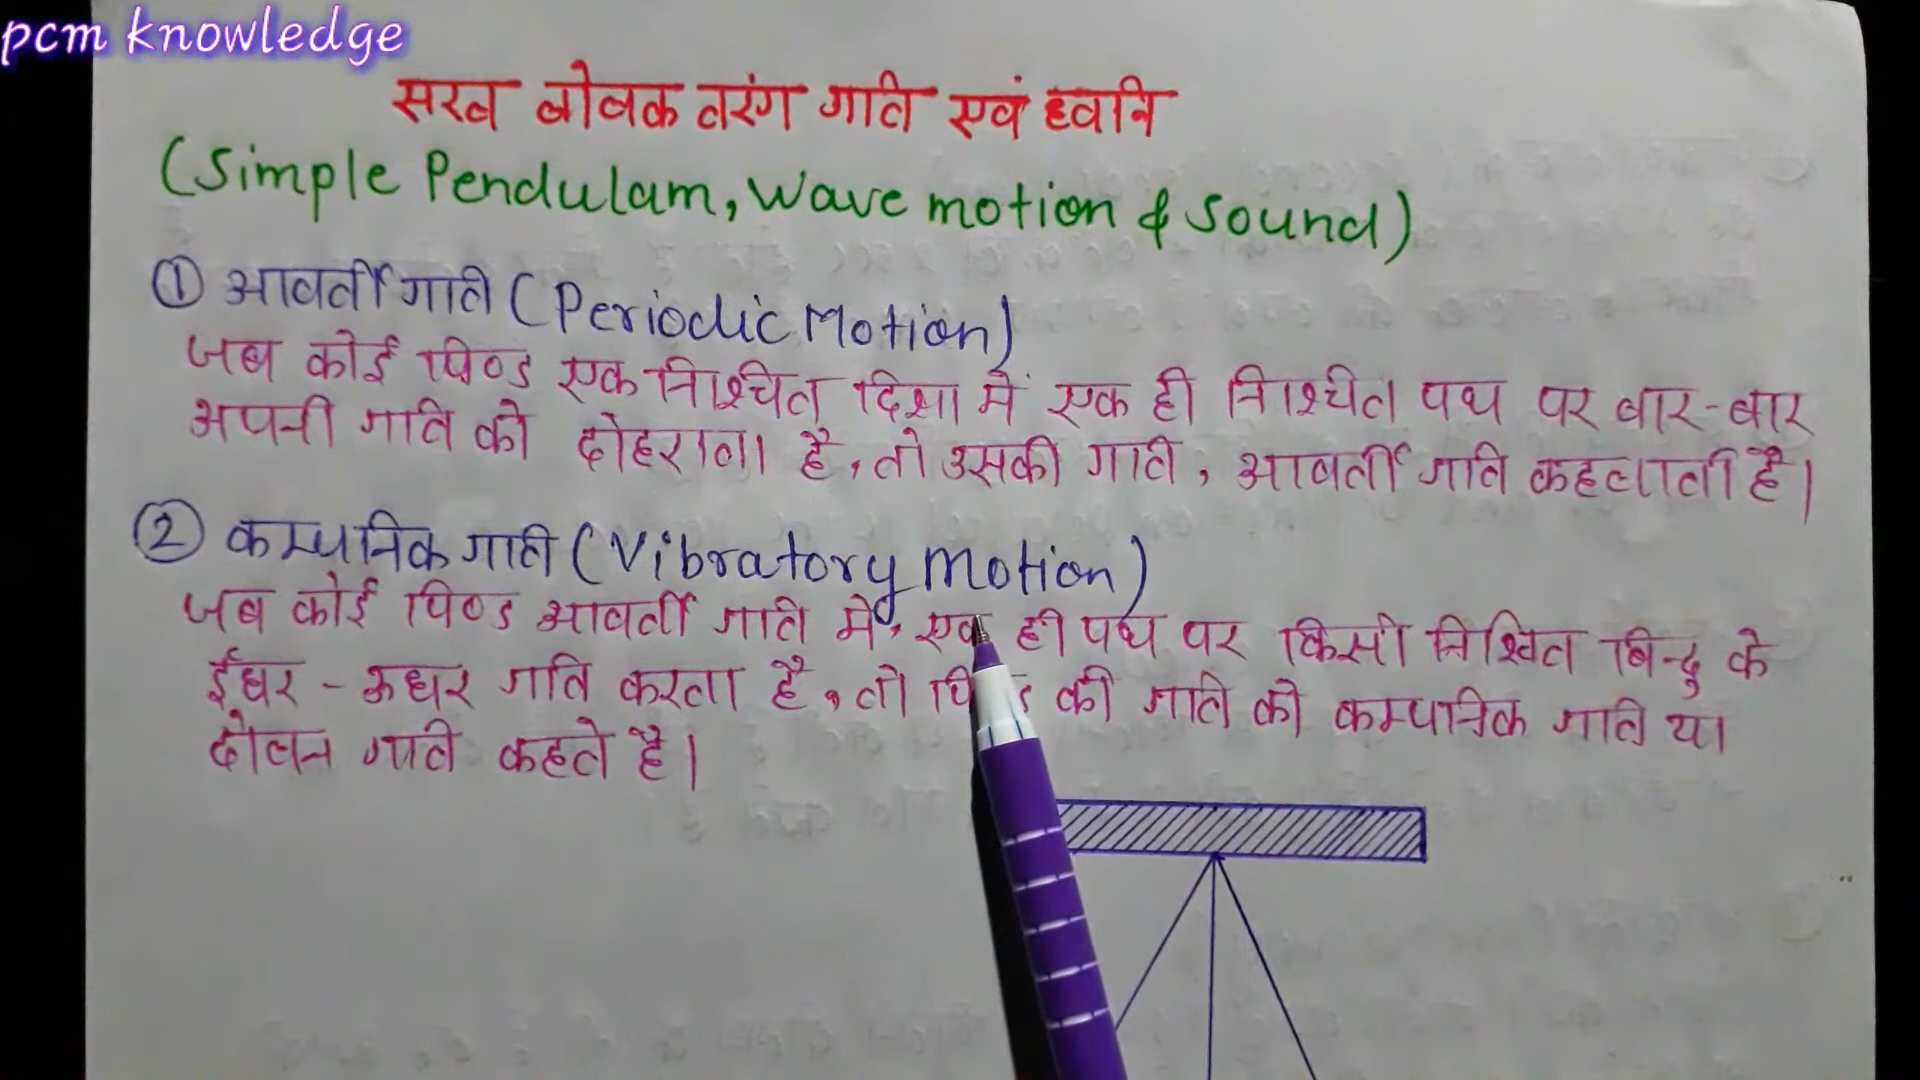 pcm knowledge
सरल लोलक तरंग गति एवं ध्वनि
(Simple Pendulam, Wave motion & Sound)
① आवर्ती गति (Periodic Motion)
जब कोई पिण्ड एक निश्चित दिशा में एक ही निश्चित पथ पर बार-बार
अपनी गति को दोहराता है, तो उसकी गति, आवर्ती गति कहलाती है।
② कम्पनिक गति (Vibratory Motion)
जब कोई पिण्ड आवर्ती गति में, एक ही पथ पर किसी निश्चित बिन्दु के
ईधर - ऊधर गति करता है, तो की गति को कम्पनिक गति या
दोलन गति कहते है।